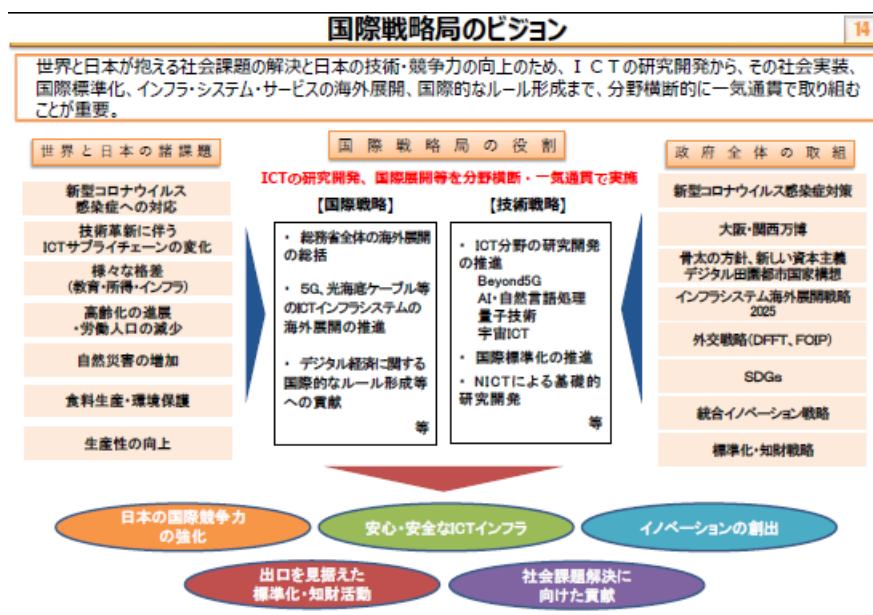 国際戦略局のビジョン
14
世界と日本が抱える社会課題の解決と日本の技術・競争力の向上のため、ＩＣＴの研究開発から、その社会実装、
国際標準化、インフラ・システム・サービスの海外展開、国際的なルール形成まで、分野横断的に一気通貫で取り組む
ことが重要。
世界と日本の諸課題
新型コロナウイルス
感染症への対応
技術革新に伴う
ICTサプライチェーンの変化
様々な格差
(教育・所得・インフラ)
高齢化の進展
・労働人口の減少
自然災害の増加
食料生産・環境保護
生産性の向上
国際戦略局の役割
ICTの研究開発、国際展開等を分野横断・一気通貫で実施
【国際戦略】
・ 総務省全体の海外展開
の総括
・ 5G、光海底ケーブル等
のICTインフラシステムの
海外展開の推進
・ デジタル経済に関する
国際的なルール形成等
への貢献
等
【技術戦略】
・ ICT分野の研究開発
の推進
Beyond5G
AI・自然言語処理
量子技術
宇宙ICT
・ 国際標準化の推進
・ NICTによる基礎的
研究開発
等
政府全体の取組
新型コロナウイルス感染症対策
大阪・関西万博
骨太の方針、新しい資本主義
デジタル田園都市国家構想
インフラシステム海外展開戦略
2025
外交戦略(DFFT、FOIP)
SDGs
統合イノベーション戦略
標準化・知財戦略
日本の国際競争力
の強化
安心・安全なICTインフラ
イノベーションの創出
出口を見据えた
標準化・知財活動
社会課題解決に
向けた貢献